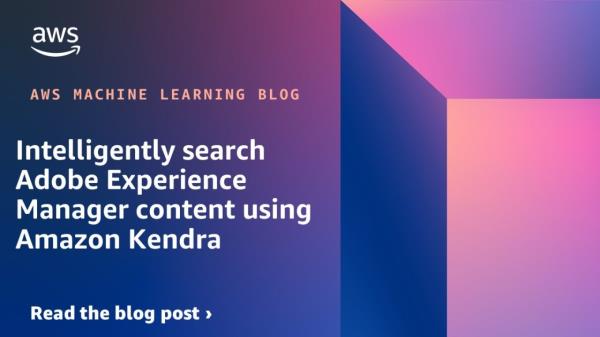 aws
AWS MACHINE LEARNING BLOG
Intelligently search
Adobe Experience
Manager content using
Amazon Kendra
Read the blog post ›